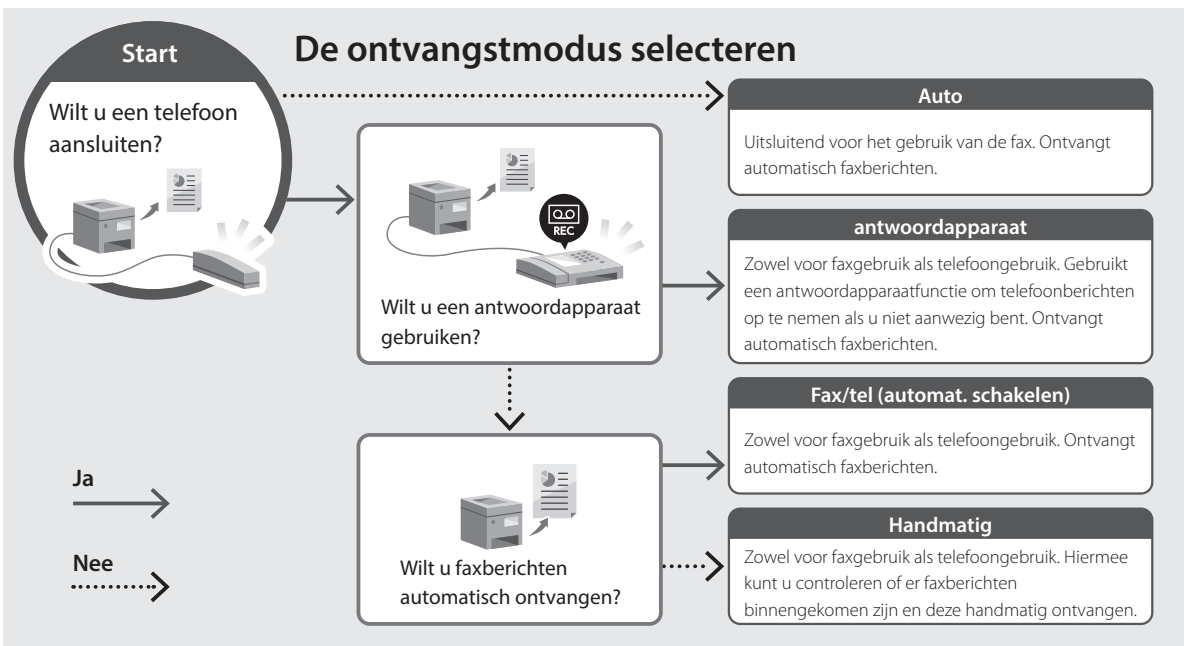 De ontvangstmodus selecteren
Start
Wilt u een telefoon
aansluiten?
Auto
Uitsluitend voor het gebruik van de fax. Ontvangt
automatisch faxberichten.
REC
Wilt u een antwoordapparaat
gebruiken?
antwoordapparaat
Zowel voor faxgebruik als telefoongebruik. Gebruikt
een antwoordapparaatfunctie om telefoonberichten
op te nemen als u niet aanwezig bent. Ontvangt
automatisch faxberichten.
Fax/tel (automat. schakelen)
Zowel voor faxgebruik als telefoongebruik. Ontvangt
automatisch faxberichten.
Wilt u faxberichten
automatisch ontvangen?
Handmatig
Zowel voor faxgebruik als telefoongebruik. Hiermee
kunt u controleren of er faxberichten
binnengekomen zijn en deze handmatig ontvangen.
Ja
Nee